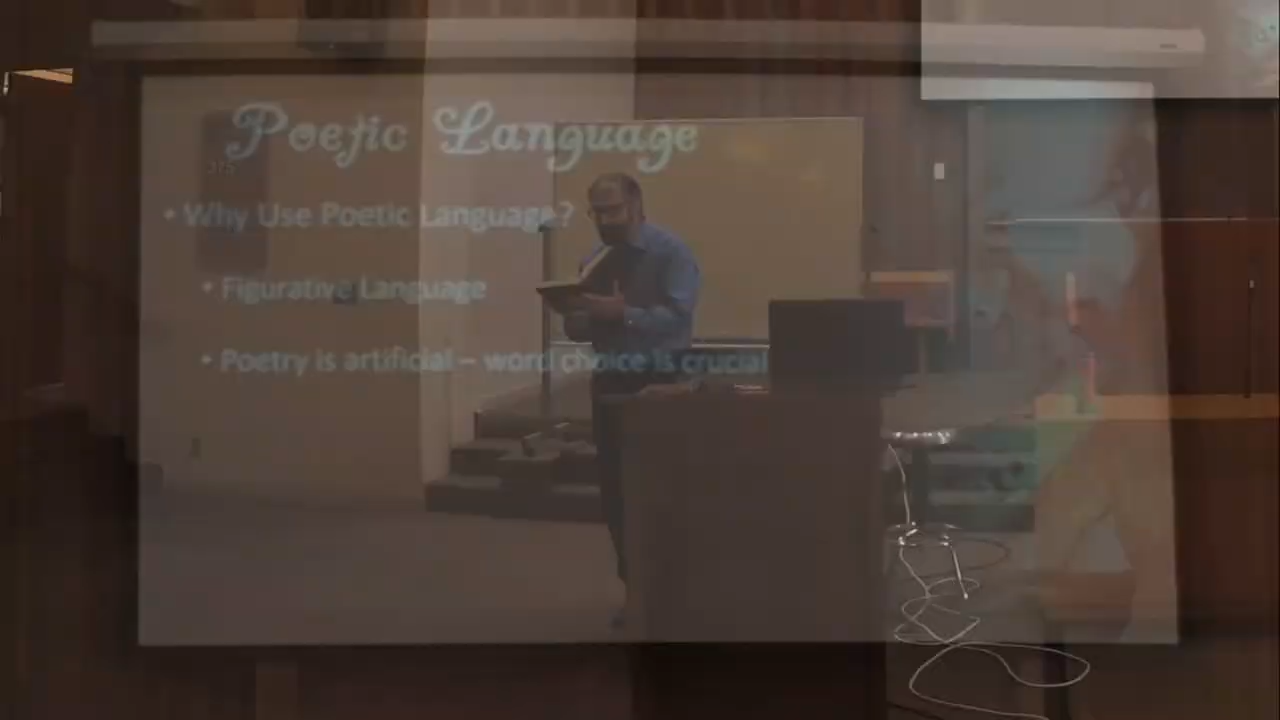 Poetic Language
• Why Use Poetic Language?
• Figurative Language
• Poetry is artificial – word choice is crucial